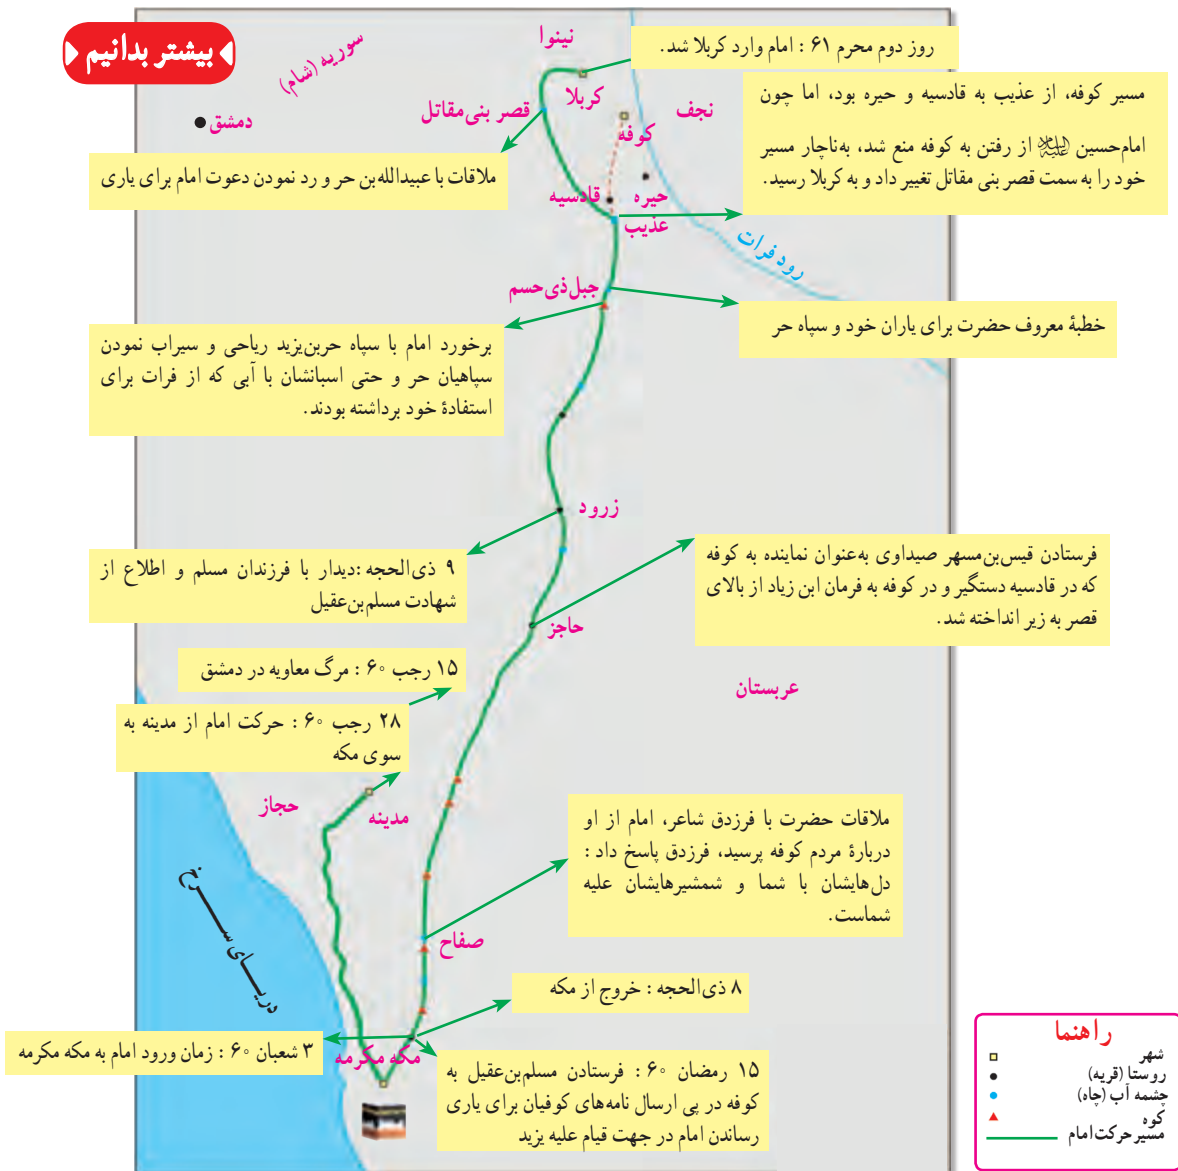 بیشتر بدانیم
سوریه (شام)
نینوا
روز دوم محرم ۶۱ : امام وارد کربلا شد.
کربلا
نجف
قصر بنی‌مقاتل
دمشق
کوفه
مسیر کوفه، از عذیب به قادسیه و حیره بود، اما چون
امام‌حسین علیه‌السلام از رفتن به کوفه منع شد، به‌ناچار مسیر
خود را به سمت قصر بنی مقاتل تغییر داد و به کربلا رسید.
ملاقات با عبیدالله‌بن حر و رد نمودن دعوت امام برای یاری
قادسیه
حیره
عذیب
رود فرات
جبل‌ذی‌حسم
خطبهٔ معروف حضرت برای یاران خود و سپاه حر
برخورد امام با سپاه حربن‌یزید ریاحی و سیراب نمودن
سپاهیان حر و حتی اسبانشان با آبی که از فرات برای
استفادهٔ خود برداشته بودند.
زرود
۹ ذی‌الحجه :دیدار با فرزندان مسلم و اطلاع از
شهادت مسلم‌بن‌عقیل
فرستادن قیس‌بن‌مسهر صیداوی به‌عنوان نماینده به کوفه
که در قادسیه دستگیر و در کوفه به فرمان ابن زیاد از بالای
قصر به زیر انداخته شد.
حاجز
۱۵ رجب ۶۰ : مرگ معاویه در دمشق
عربستان
۲۸ رجب ۶۰ : حرکت امام از مدینه به
سوی مکه
حجاز
مدینه
ملاقات حضرت با فرزدق شاعر، امام از او
دربارهٔ مردم کوفه پرسید، فرزدق پاسخ داد :
دل‌هایشان با شما و شمشیرهایشان علیه
شماست.
دریـــای ســـرخ
صفاح
۸ ذی‌الحجه : خروج از مکه
۳ شعبان ۶۰ : زمان ورود امام به مکه مکرمه
مکه مکرمه
۱۵ رمضان ۶۰ : فرستادن مسلم‌بن‌عقیل به
کوفه در پی ارسال نامه‌های کوفیان برای یاری
رساندن امام در جهت قیام علیه یزید
راهنما
شهر
روستا (قریه)
چشمه آب (چاه)
کوه
مسیر حرکت امام